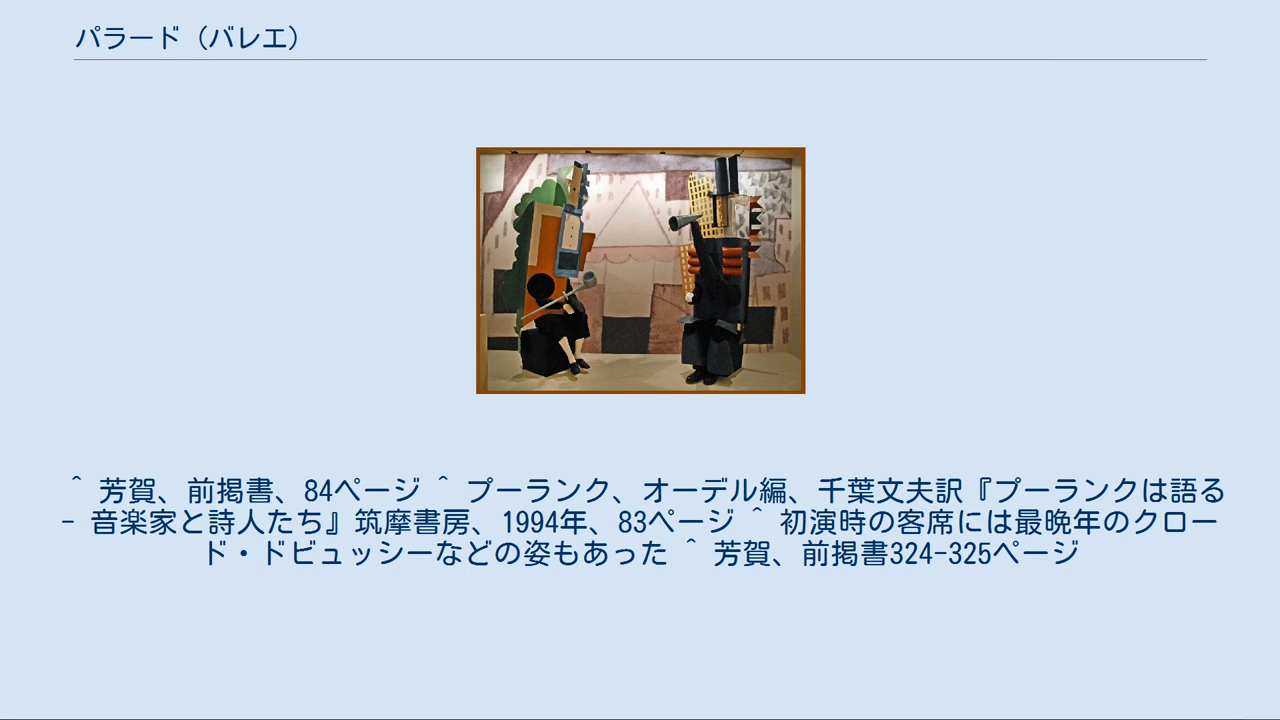 パラード（バレエ）
^ 芳賀、前掲書、84ページ ^ プーランク、オーデル編、千葉文夫訳『プーランクは語る
- 音楽家と詩人たち』筑摩書房、1994年、83ページ ^ 初演時の客席には最晩年のクロー
ド・ドビュッシーなどの姿もあった ^ 芳賀、前掲書324-325ページ